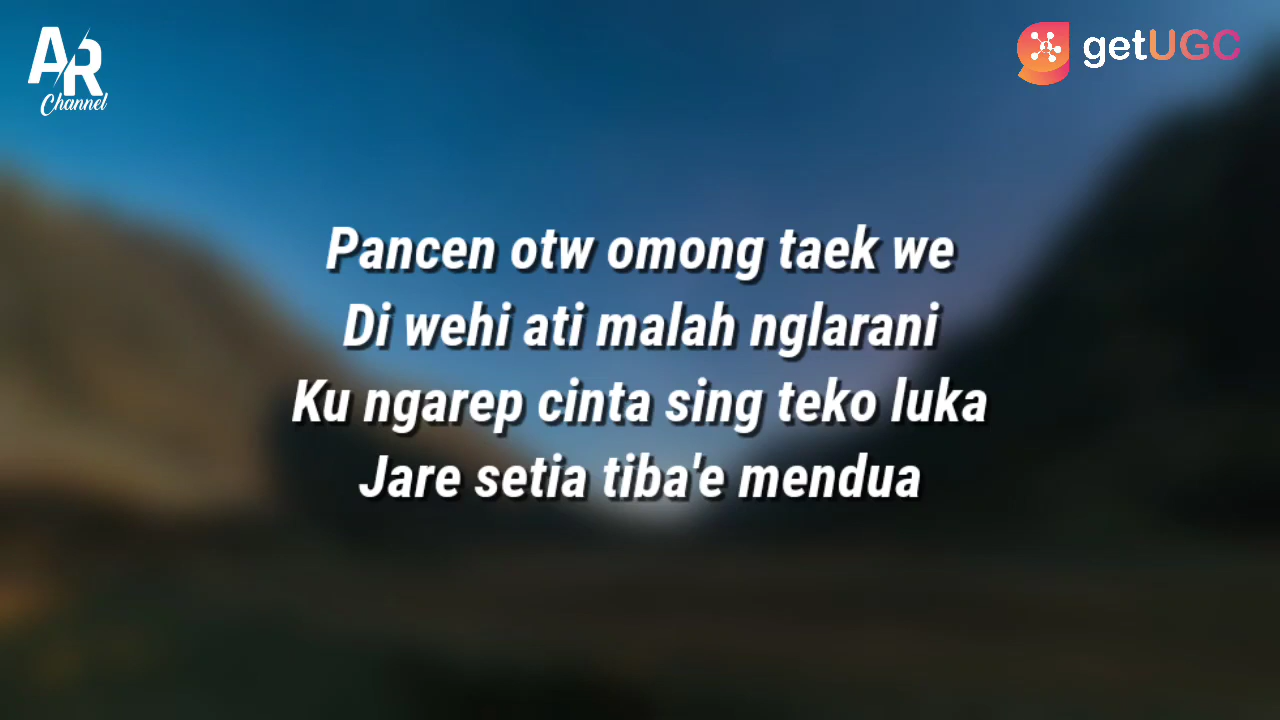 AR
Channel
getUGC
Pancen otw omong taek we
Di wehi ati malah nglarani
Ku ngarep cinta sing teko luka
Jare setia tiba'e mendua